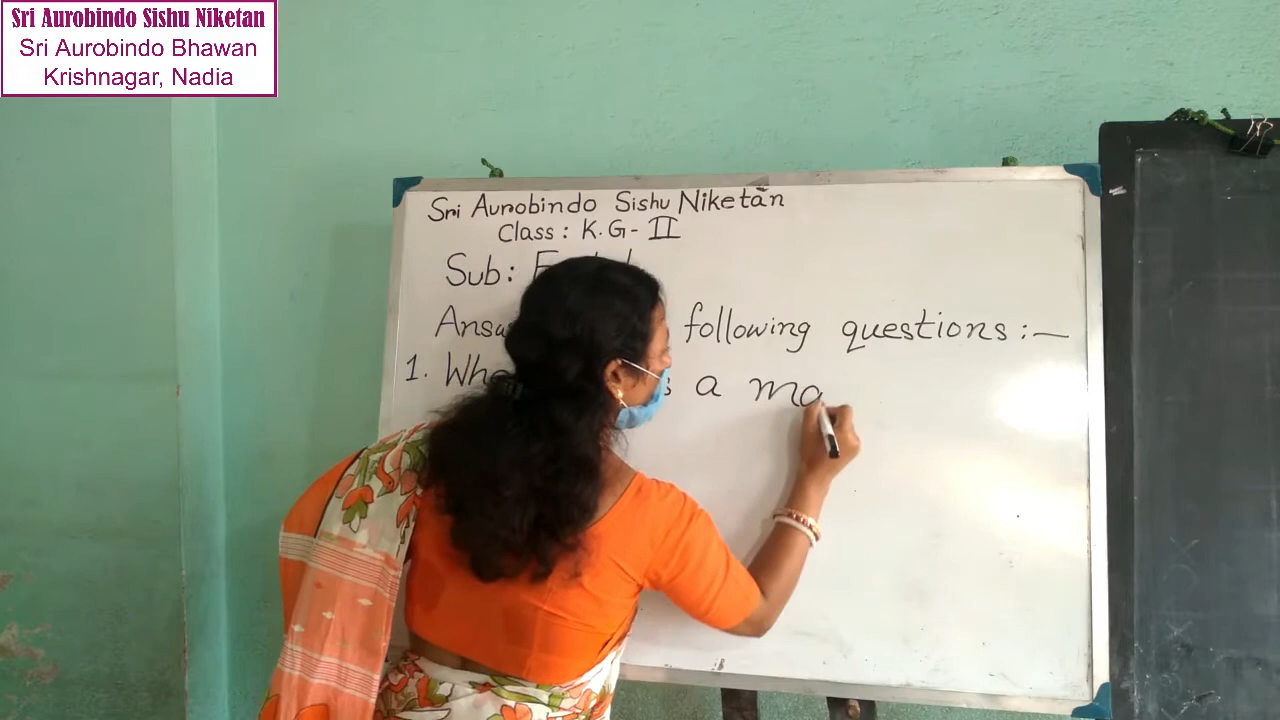 Sri Aurobindo Sishu Niketan
Sri Aurobindo Bhawan
Krishnagar, Nadia
Sri Aurobindo Sishu Niketan
Class: K.G-II
Sub:
following questions:-
1. a